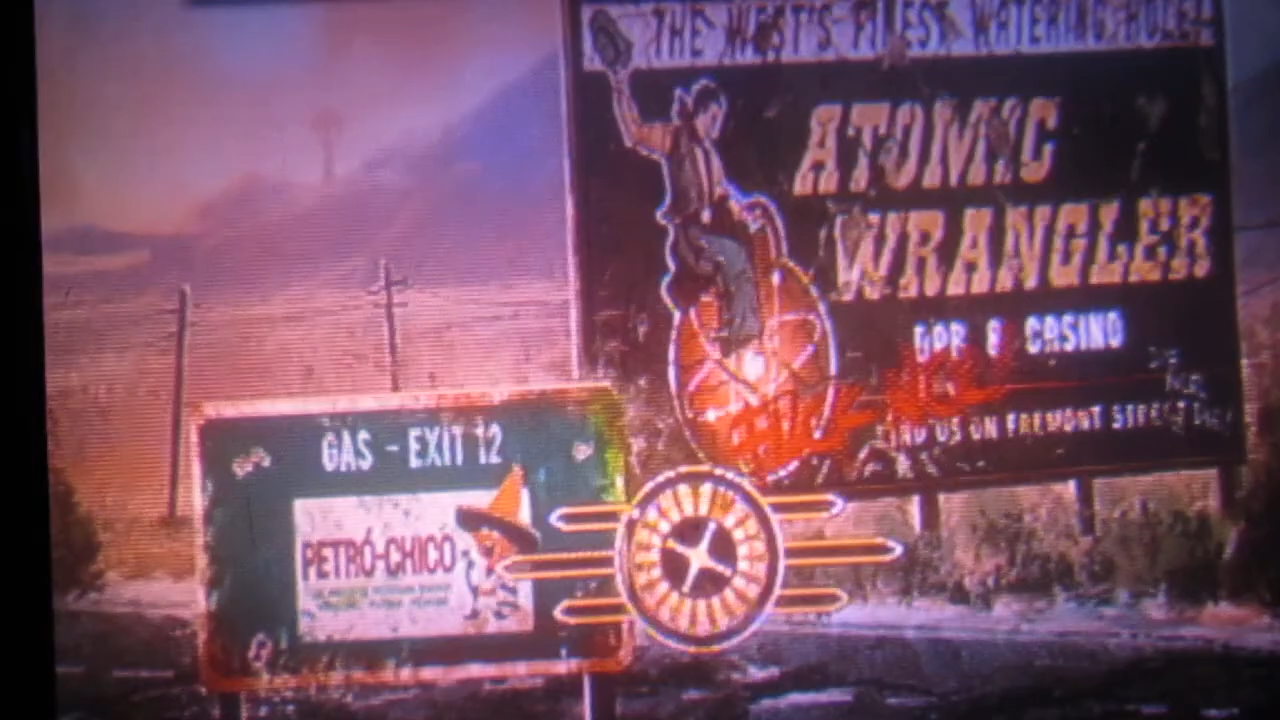 THE WEST'S FINEST WATERING HOLE!
ATOMIC
WRANGLER
BAR & CASINO
FIND US ON FREMONT STREET
GAS - EXIT 12
PETRÓ-CHICO